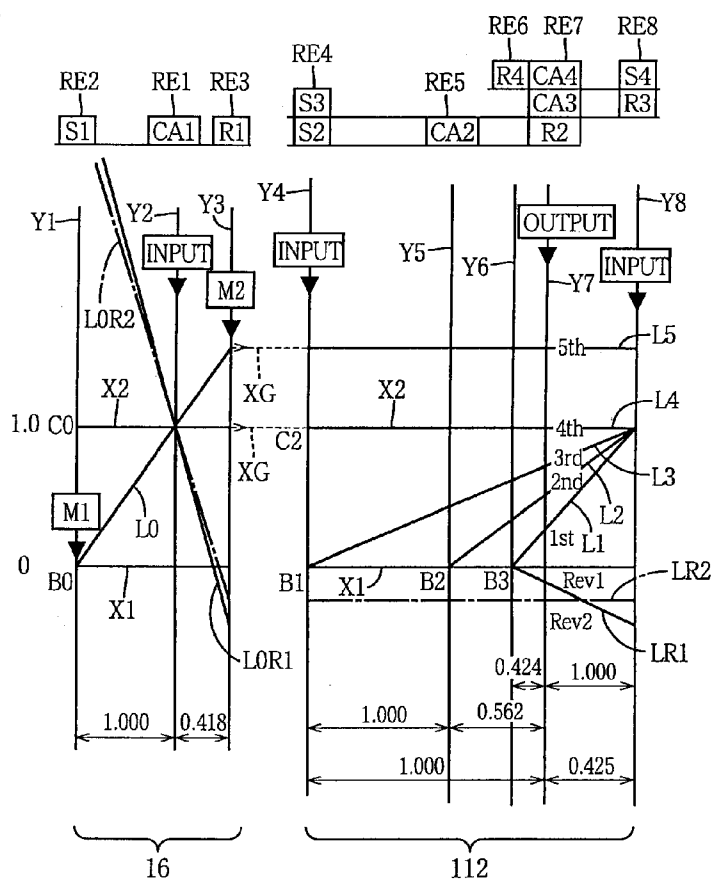 RE6 RE7 RE8
RE4
R4 CA4 S4
RE2 RE1 RE3 RE5
S3 CA3 R3
S1 CA1 R1 S2 CA2 R2
Y1 Y2 Y3 Y4 Y5 Y6 OUTPUT Y7 Y8
INPUT INPUT INPUT
M2
L0R2
5th L5
XG
X2 X2
1.0 C0 C2 4th L4
XG
3rd L3
2nd L2
M1 L0
1st L1
0
B0 B1 B2 B3
X1 X1 Rev1 LR2
Rev2
L0R1 LR1
0.424 1.000
1.000 0.418 1.000 0.562
1.000 0.425
16 112